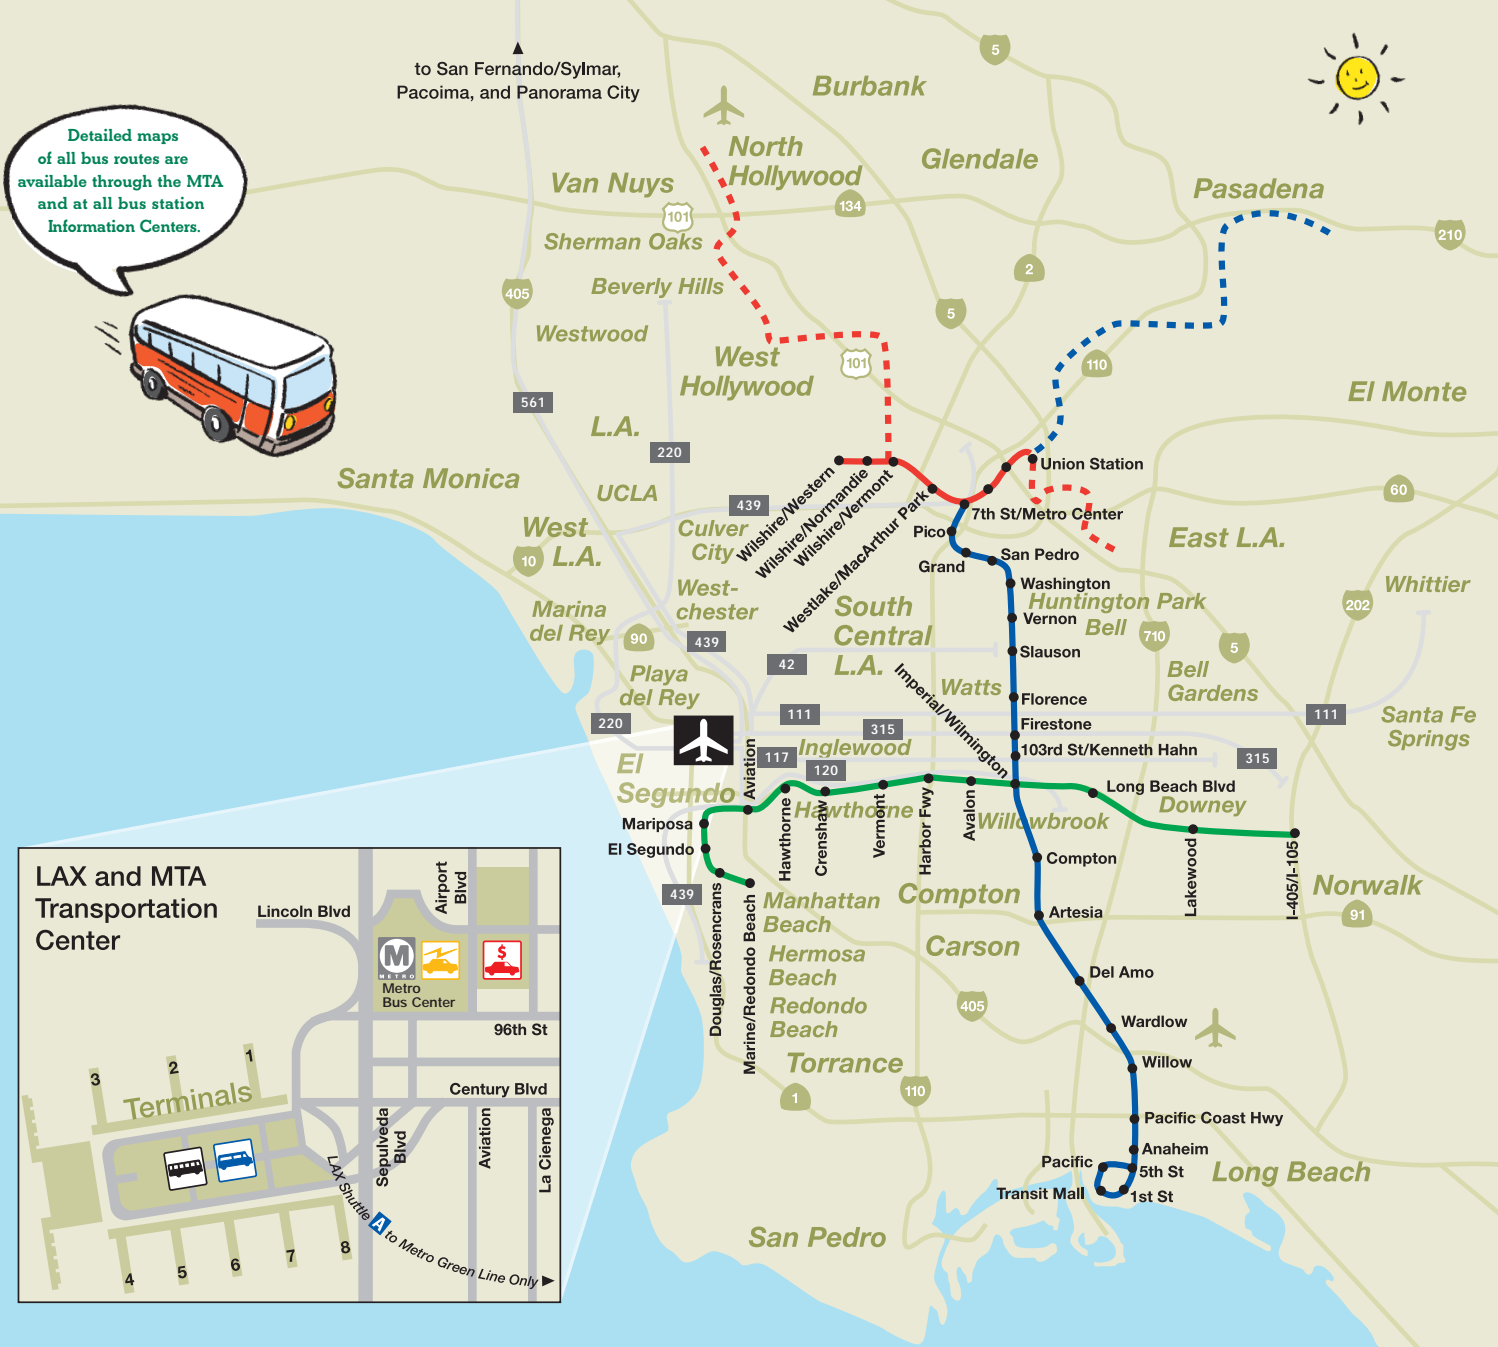 to San Fernando/Sylmar,
Pacoima, and Panorama City
Detailed maps
of all bus routes are
available through the MTA
and at all bus station
Information Centers.
5
Burbank
North
Hollywood
Glendale
Van Nuys
Pasadena
101
134
210
Sherman Oaks
2
Beverly Hills
405
5
Westwood
West
Hollywood
101
110
El Monte
561
L.A.
220
Santa Monica
UCLA
Union Station
60
439
West
L.A.
Culver
City
Wilshire/Western
Wilshire/Normandie
Wilshire/Vermont
Westlake/MacArthur Park
7th St/Metro Center
Pico
East L.A.
10
Grand
San Pedro
West-
chester
Washington
Whittier
Marina
del Rey
90
South
Central
L.A.
Huntington Park
Bell
Vernon
202
710
5
439
42
Slauson
Playa
del Rey
Imperial/Wilmington
Watts
Bell
Gardens
Florence
220
111
111
Santa Fe
Springs
315
Firestone
El
Segundo
Aviation
117
Inglewood
103rd St/Kenneth Hahn
315
120
Long Beach Blvd
Downey
Hawthorne
Willowbrook
Mariposa
El Segundo
Hawthorne
Crenshaw
Vermont
Harbor Fwy
Avalon
Compton
Lakewood
I-405/I-105
Norwalk
439
Compton
Manhattan
Beach
Artesia
91
Douglas/Rosencrans
Marine/Redondo Beach
Carson
Hermosa
Beach
Del Amo
Redondo
Beach
405
Wardlow
Torrance
Willow
1
110
Pacific Coast Hwy
Anaheim
Pacific
5th St
Long Beach
Transit Mall
1st St
San Pedro
LAX and MTA
Transportation
Center
Airport
Blvd
Lincoln Blvd
M
METRO
$
Metro
Bus Center
96th St
1
2
3
Terminals
Century Blvd
Sepulveda
Blvd
Aviation
La Cienega
LAX Shuttle A to Metro Green Line Only
4
5
6
7
8